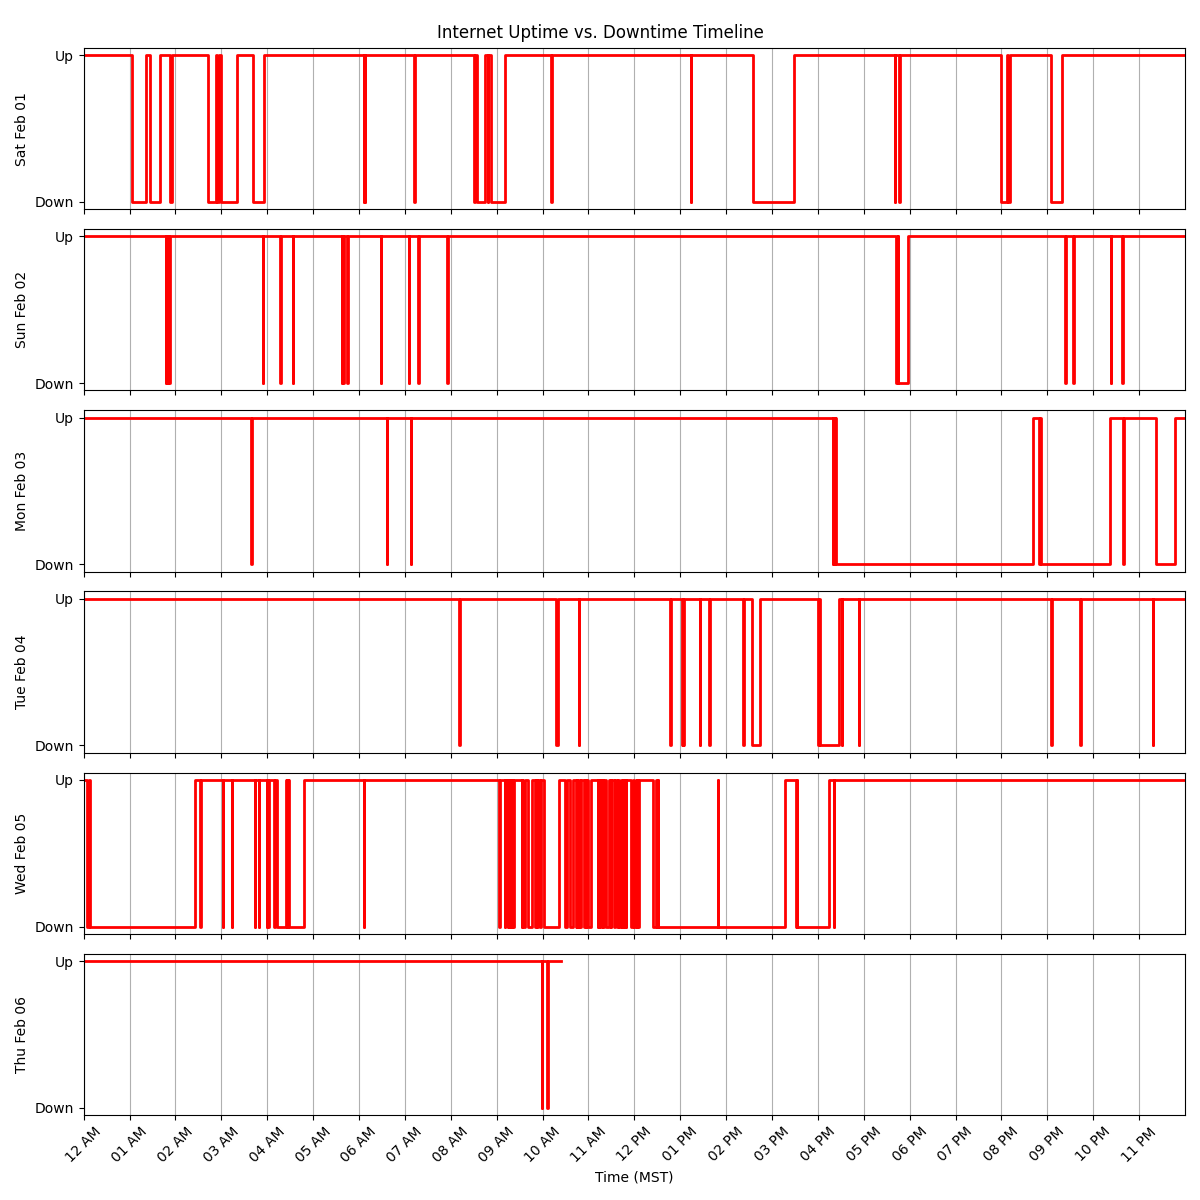 Internet Uptime vs. Downtime Timeline
Up
Sat Feb 01
Down
Up
Sun Feb 02
Down
Up
Mon Feb 03
Down
Up
Tue Feb 04
Down
Up
Wed Feb 05
Down
Up
Thu Feb 06
Down
12 AM 01 AM 02 AM 03 AM 04 AM 05 AM 06 AM 07 AM 08 AM 09 AM 10 AM 11 AM 12 PM 01 PM 02 PM 03 PM 04 PM 05 PM 06 PM 07 PM 08 PM 09 PM 10 PM 11 PM
Time (MST)